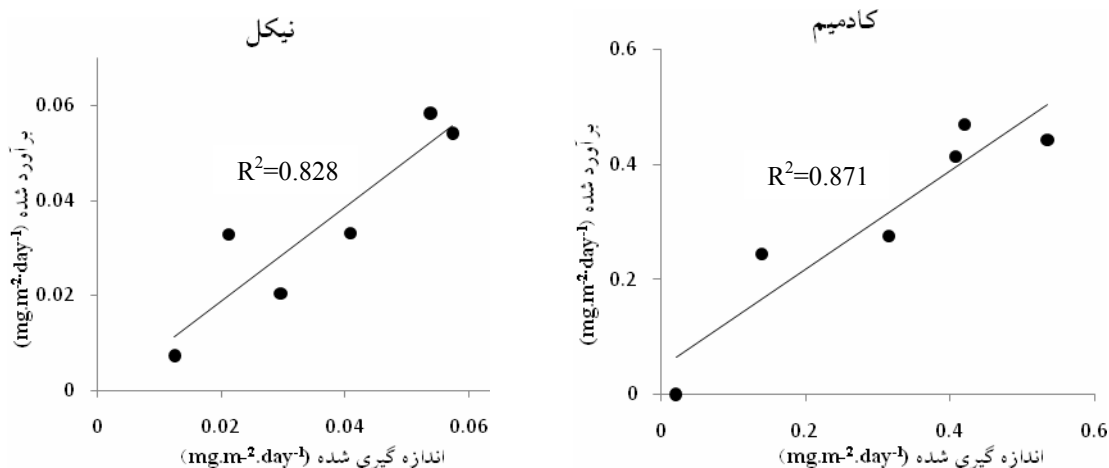 نیکل
0.06
0.04
0.02
0
R²=0.828
برآورد شده (mg.m⁻².day⁻¹)
0 0.02 0.04 0.06
اندازه گیری شده (mg.m⁻².day⁻¹)
کادمیم
0.6
0.4
0.2
0
R²=0.871
برآورد شده (mg.m⁻².day⁻¹)
0 0.2 0.4 0.6
اندازه گیری شده (mg.m⁻².day⁻¹)